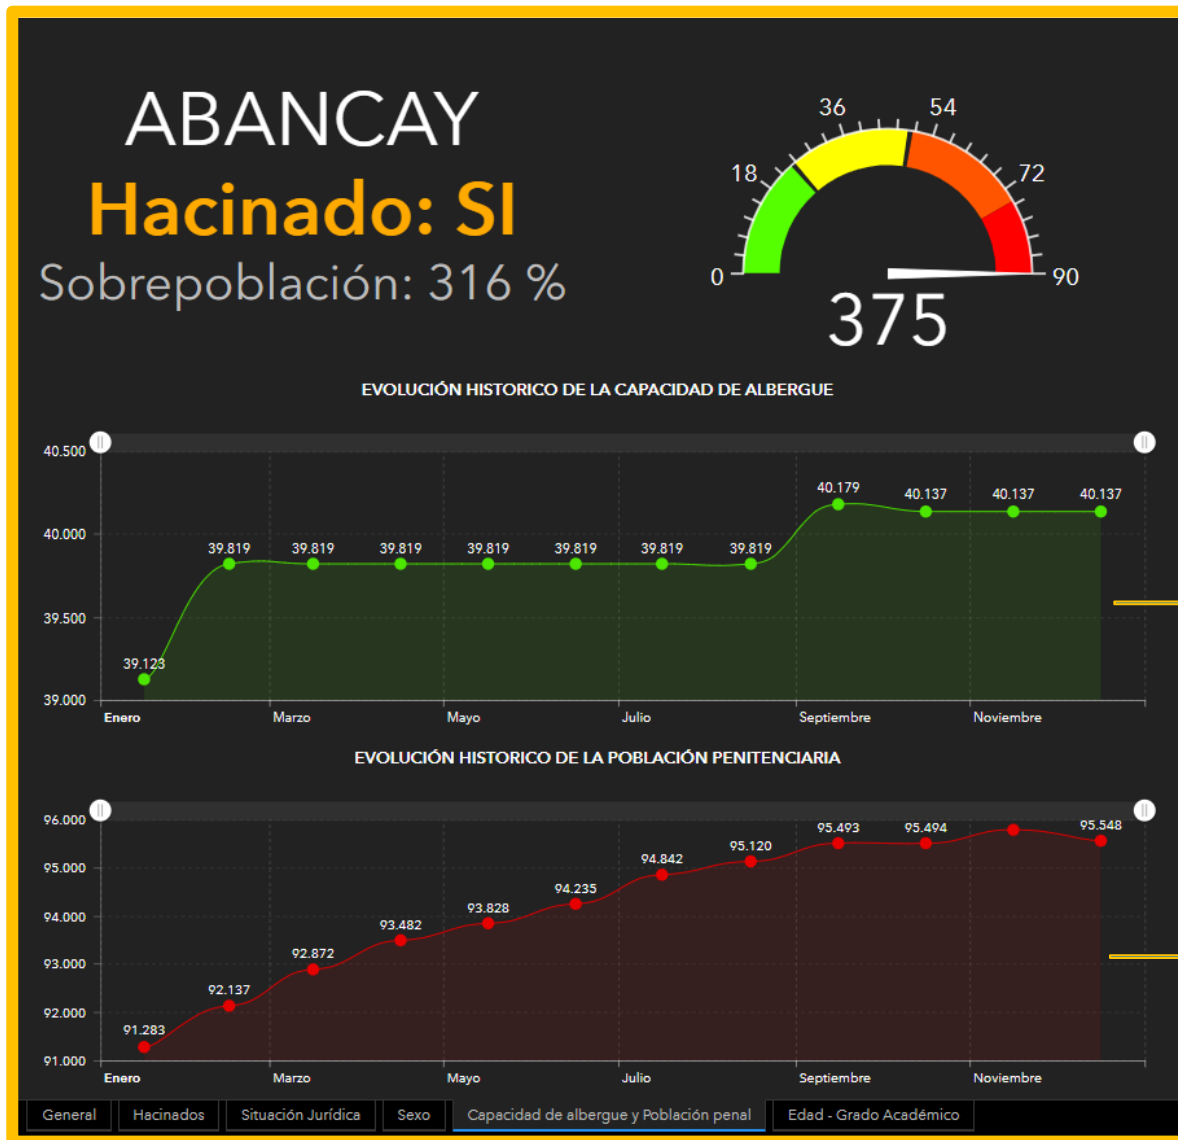 ABANCAY
Hacinado: SI
Sobrepoblación: 316 %
0
18
36
54
72
90
375
EVOLUCIÓN HISTORICO DE LA CAPACIDAD DE ALBERGUE
40.500
40.000
39.500
39.000
39.123
39.819
39.819
39.819
39.819
39.819
39.819
39.819
40.179
40.137
40.137
40.137
Enero
Marzo
Mayo
Julio
Septiembre
Noviembre
EVOLUCIÓN HISTORICO DE LA POBLACIÓN PENITENCIARIA
96.000
95.000
94.000
93.000
92.000
91.000
91.283
92.137
92.872
93.482
93.828
94.235
94.842
95.120
95.493
95.494
95.548
Enero
Marzo
Mayo
Julio
Septiembre
Noviembre
General
Hacinados
Situación Jurídica
Sexo
Capacidad de albergue y Población penal
Edad - Grado Académico